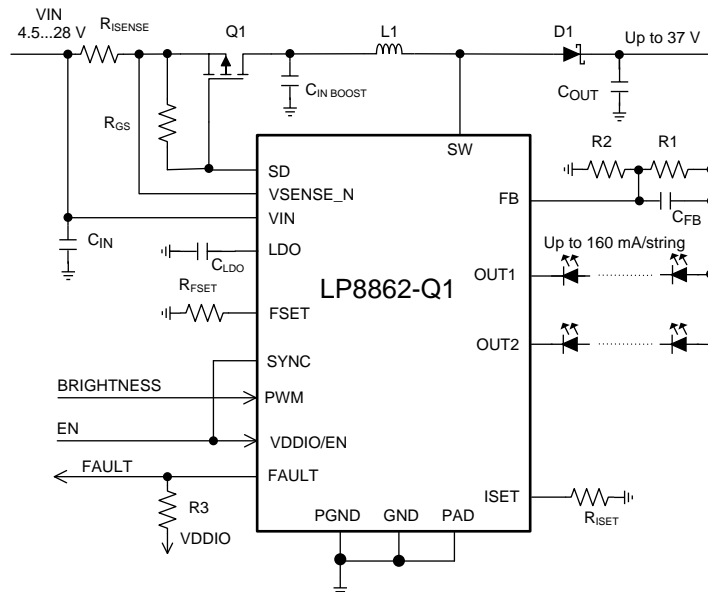 VIN
4.5...28 V
RISENSE
Q1
L1
D1
Up to 37 V
CIN BOOST
COUT
RGS
SW
R2
R1
SD
VSENSE_N
FB
VIN
CFB
CIN
LDO
CLDO
Up to 160 mA/string
OUT1
RFSET
LP8862-Q1
FSET
OUT2
SYNC
BRIGHTNESS
PWM
EN
VDDIO/EN
FAULT
FAULT
ISET
R3
RISET
PGND
GND
PAD
VDDIO